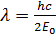 λ = hc / 2E₀